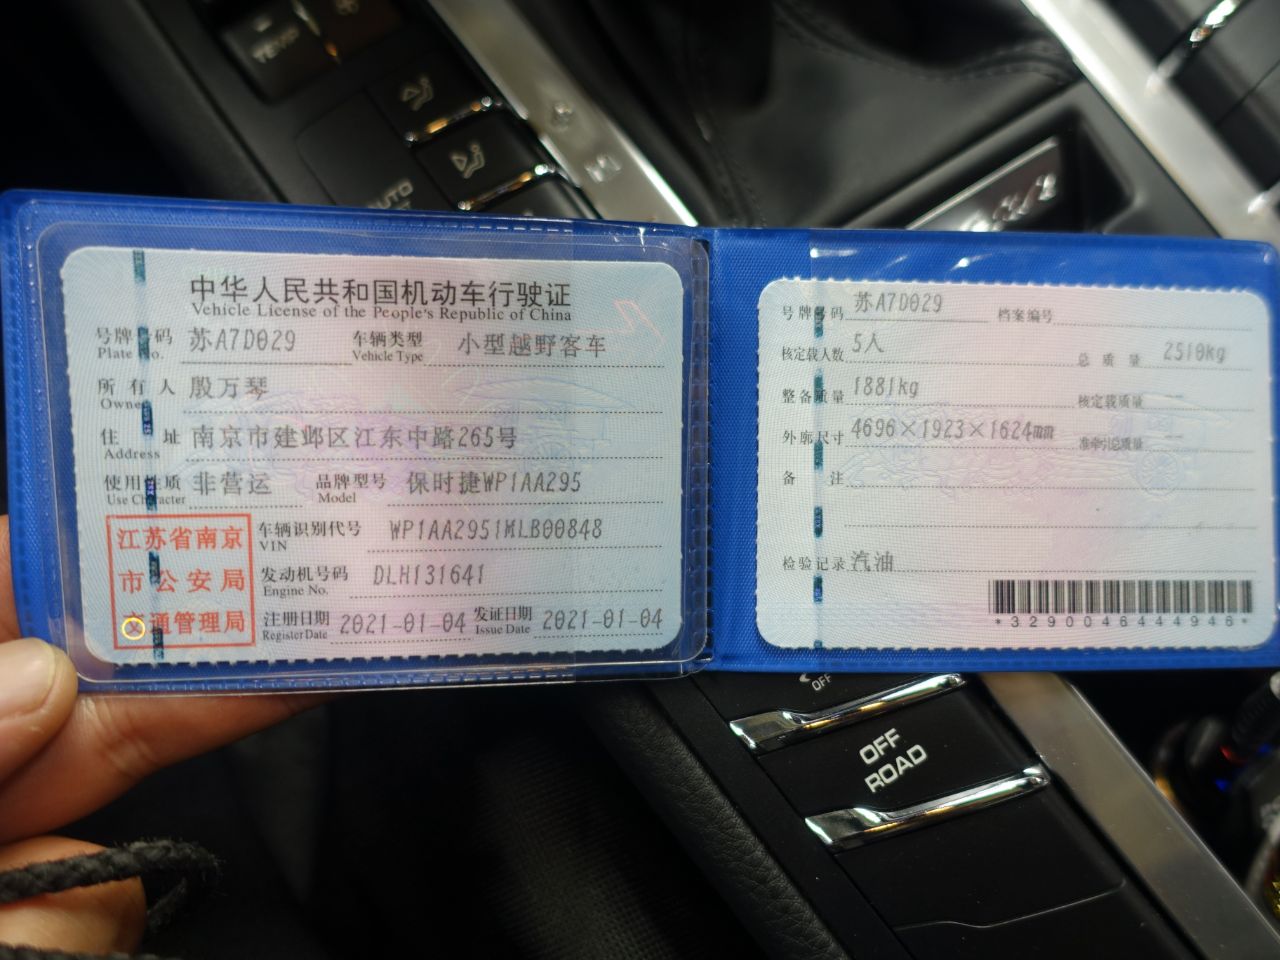 TEMP
AUTO
中华人民共和国机动车行驶证
Vehicle License of the People's Republic of China
号牌号码 苏A7D029 车辆类型 小型越野客车
Plate No. Vehicle Type
所有人 殷万琴
Owner
住址 南京市建邺区江东中路265号
Address
使用性质 非营运 品牌型号 保时捷WP1AA295
Use Character Model
江苏省南京
市公安局
交通管理局
车辆识别代号 WP1AA2951MLB00848
VIN
发动机号码 DLH131641
Engine No.
注册日期 2021-01-04 发证日期 2021-01-04
Register Date Issue Date
号牌号码 苏A7D029 档案编号
核定载人数 5人 总质量 2510kg
整备质量 1881kg 核定载质量 --
外廓尺寸 4696×1923×1624mm 准牵引总质量 --
备注
检验记录 汽油
*3290046444946*
OFF
OFF
ROAD